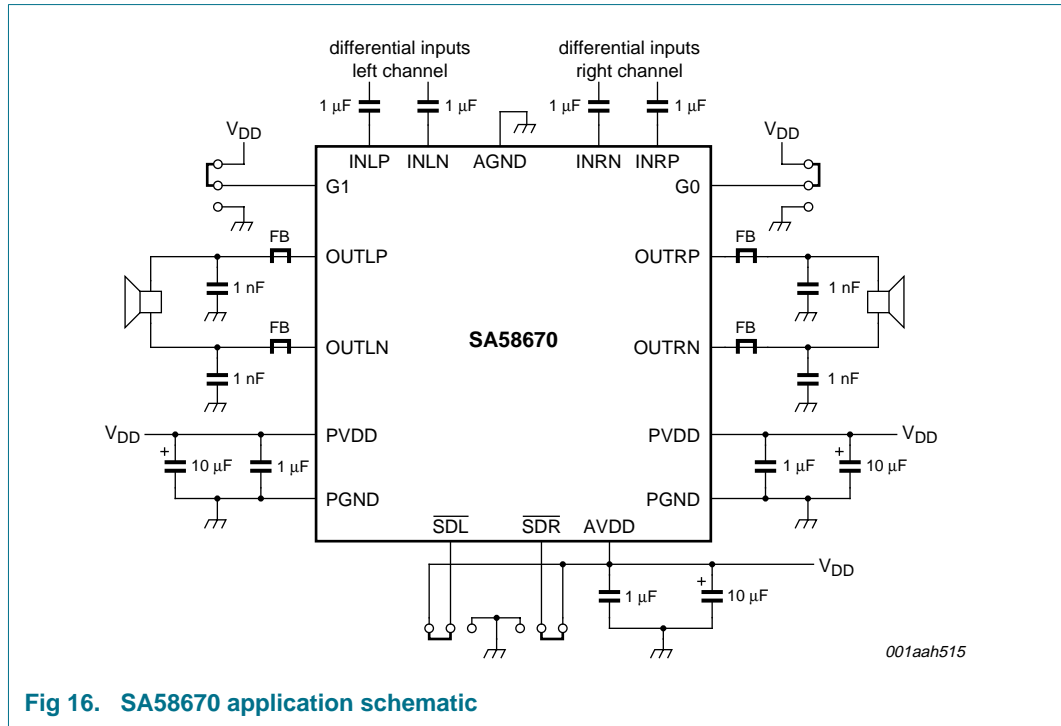 differential inputs
left channel
differential inputs
right channel
1 μF
1 μF
1 μF
1 μF
VDD
VDD
INLP
INLN
AGND
INRN
INRP
G1
G0
FB
FB
OUTLP
OUTRP
1 nF
1 nF
FB
FB
SA58670
OUTLN
OUTRN
1 nF
1 nF
VDD
PVDD
PVDD
VDD
+
10 μF
1 μF
1 μF
+
10 μF
PGND
PGND
SDL
SDR
AVDD
VDD
1 μF
+
10 μF
001aah515
Fig 16. SA58670 application schematic